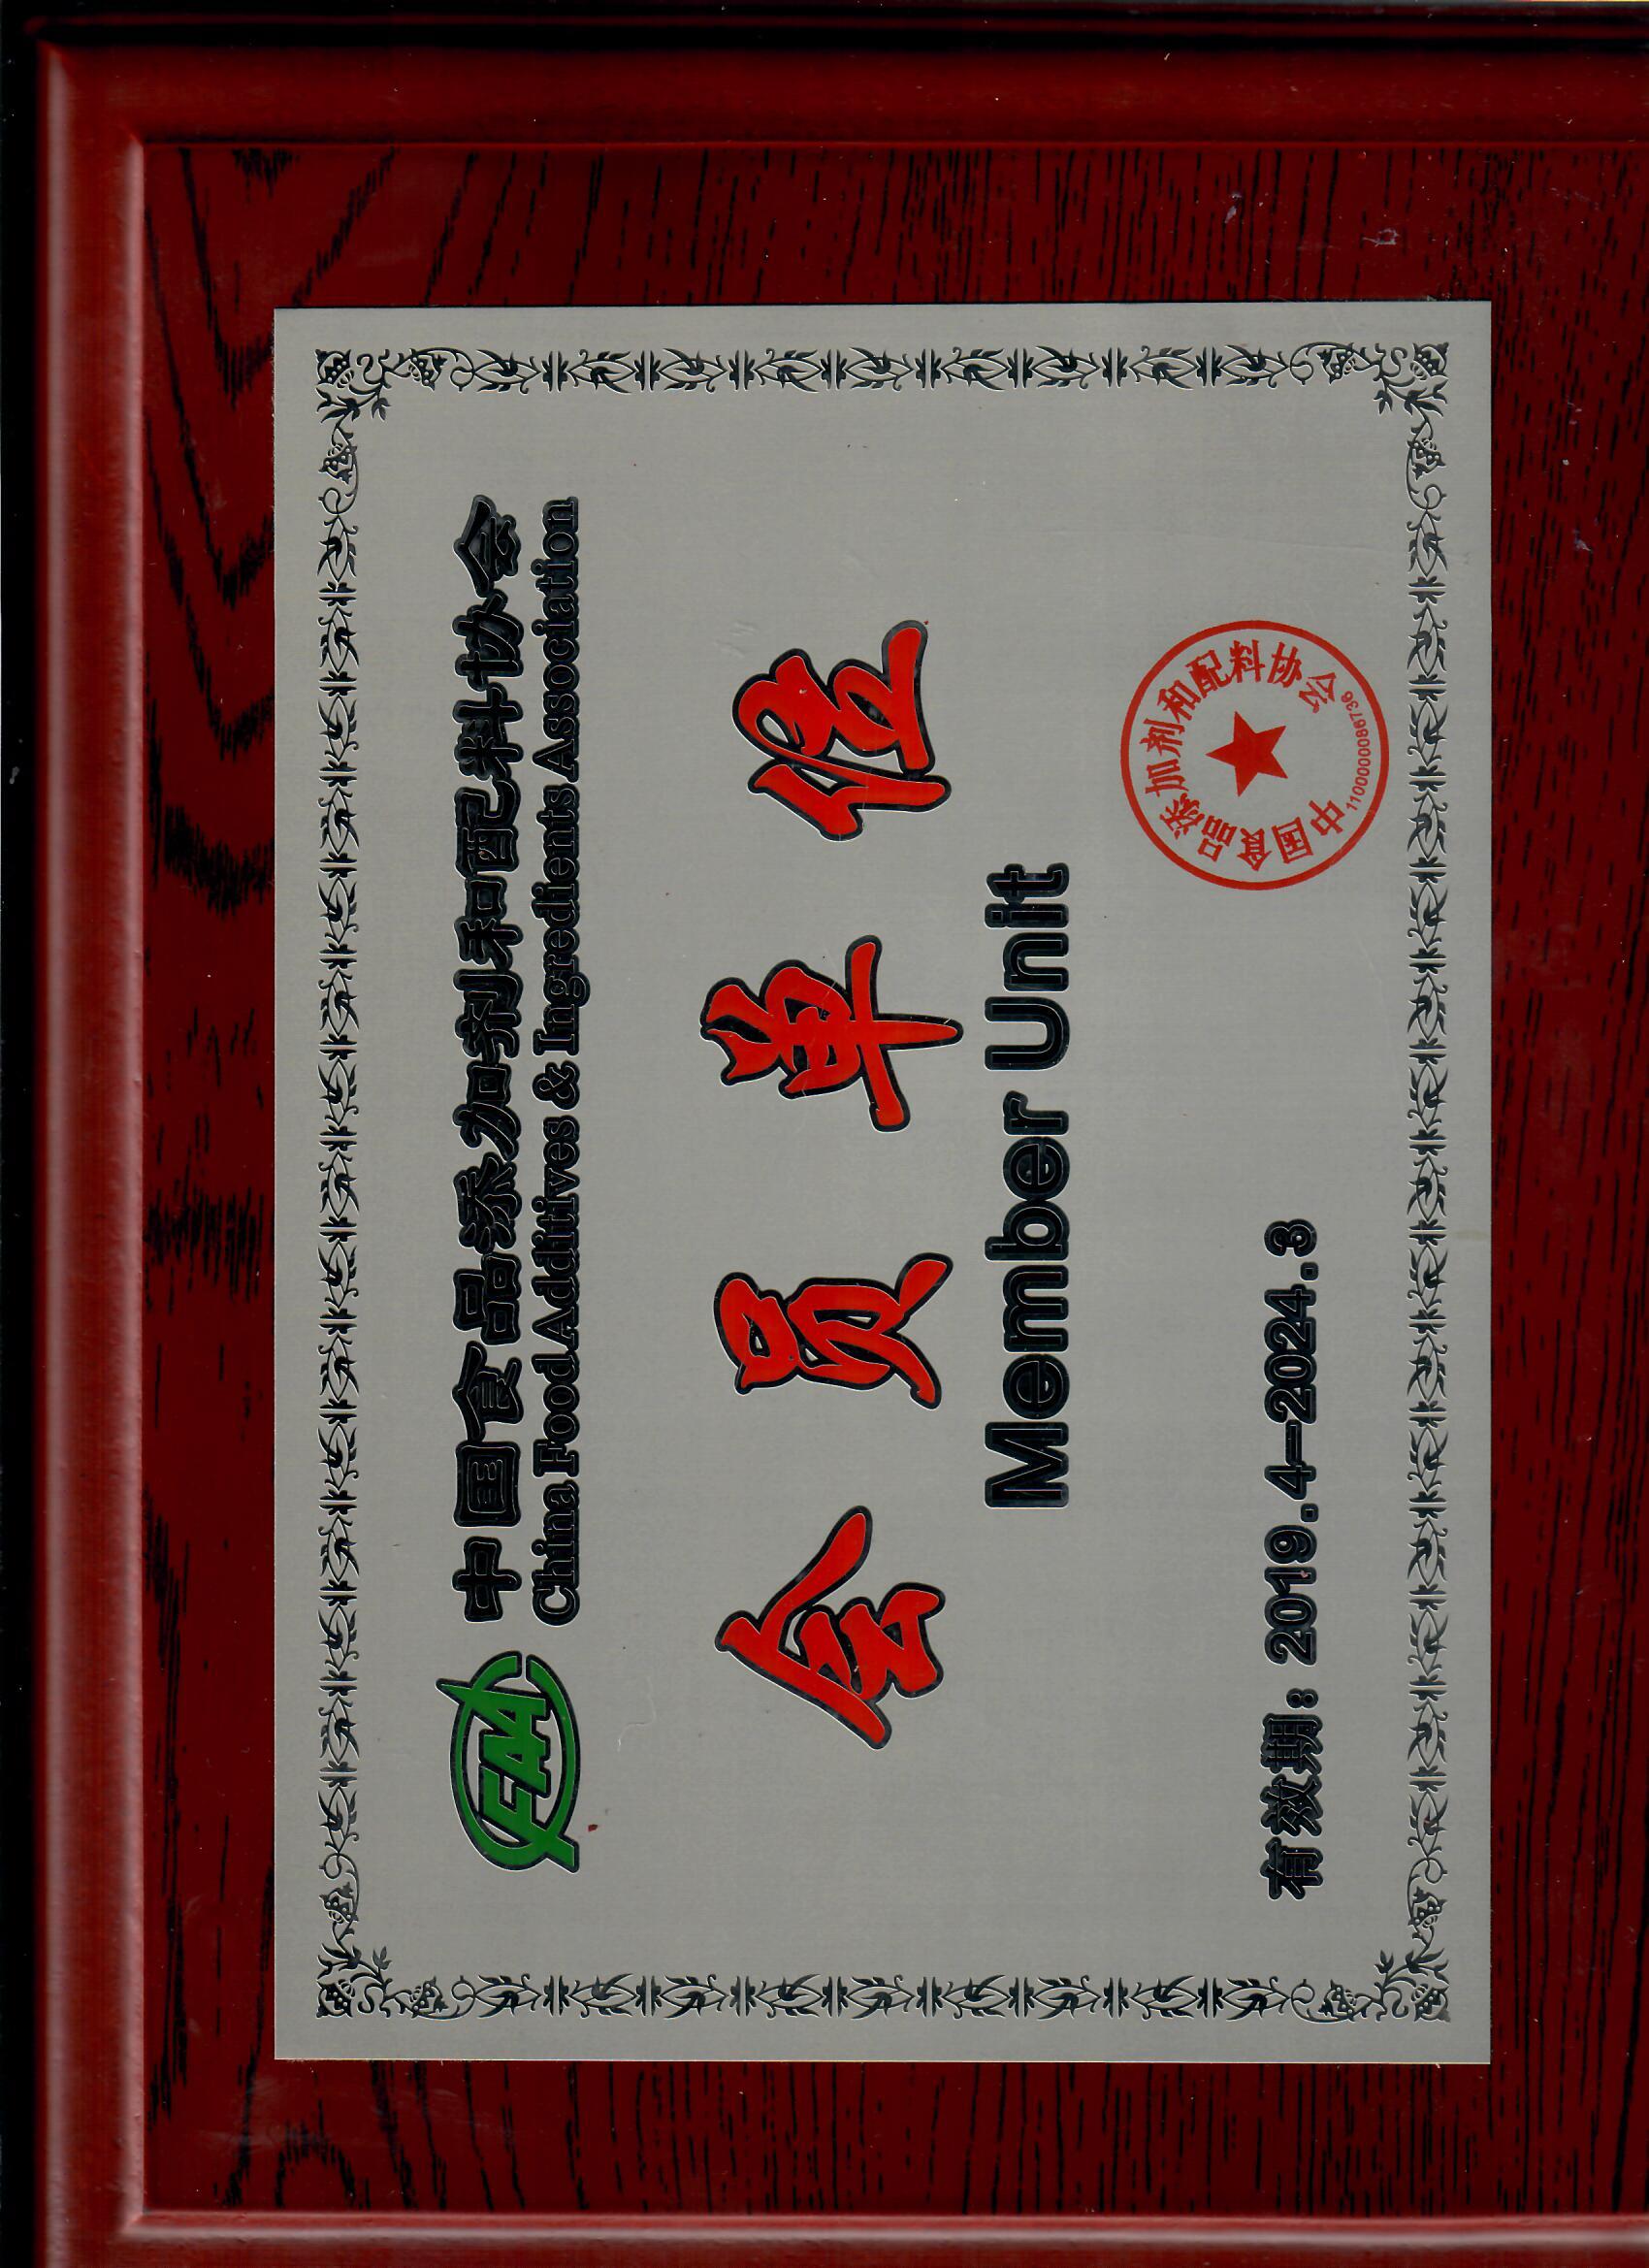 CFAA
中国食品添加剂和配料协会
China Food Additives & Ingredients Association
会员单位
Member Unit
有效期：2019.4—2024.3
中国食品添加剂和配料协会
1100000086736